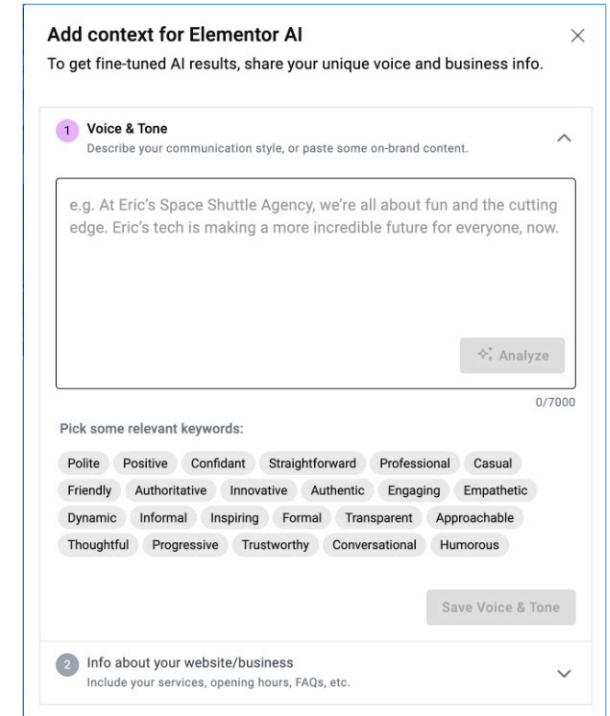 Add context for Elementor AI
To get fine-tuned AI results, share your unique voice and business info.
1 Voice & Tone
Describe your communication style, or paste some on-brand content.
e.g. At Eric's Space Shuttle Agency, we're all about fun and the cutting
edge. Eric's tech is making a more incredible future for everyone, now.
Analyze
0/7000
Pick some relevant keywords:
Polite Positive Confidant Straightforward Professional Casual
Friendly Authoritative Innovative Authentic Engaging Empathetic
Dynamic Informal Inspiring Formal Transparent Approachable
Thoughtful Progressive Trustworthy Conversational Humorous
Save Voice & Tone
2 Info about your website/business
Include your services, opening hours, FAQs, etc.